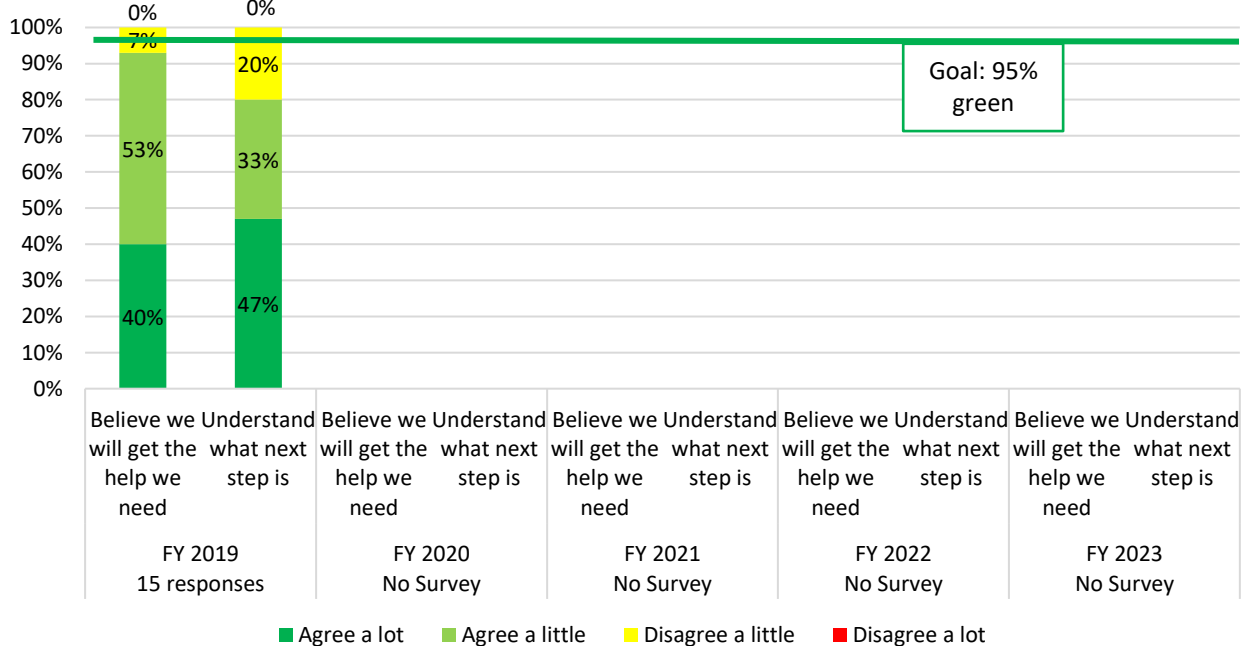 0%
0%
100%
90%
80%
70%
60%
50%
40%
30%
20%
10%
0%
7%
53%
40%
20%
33%
47%
Goal: 95%
green
Believe we
will get the
help we
need
Understand
what next
step is
Believe we
will get the
help we
need
Understand
what next
step is
Believe we
will get the
help we
need
Understand
what next
step is
Believe we
will get the
help we
need
Understand
what next
step is
Believe we
will get the
help we
need
Understand
what next
step is
FY 2019
15 responses
FY 2020
No Survey
FY 2021
No Survey
FY 2022
No Survey
FY 2023
No Survey
Agree a lot
Agree a little
Disagree a little
Disagree a lot